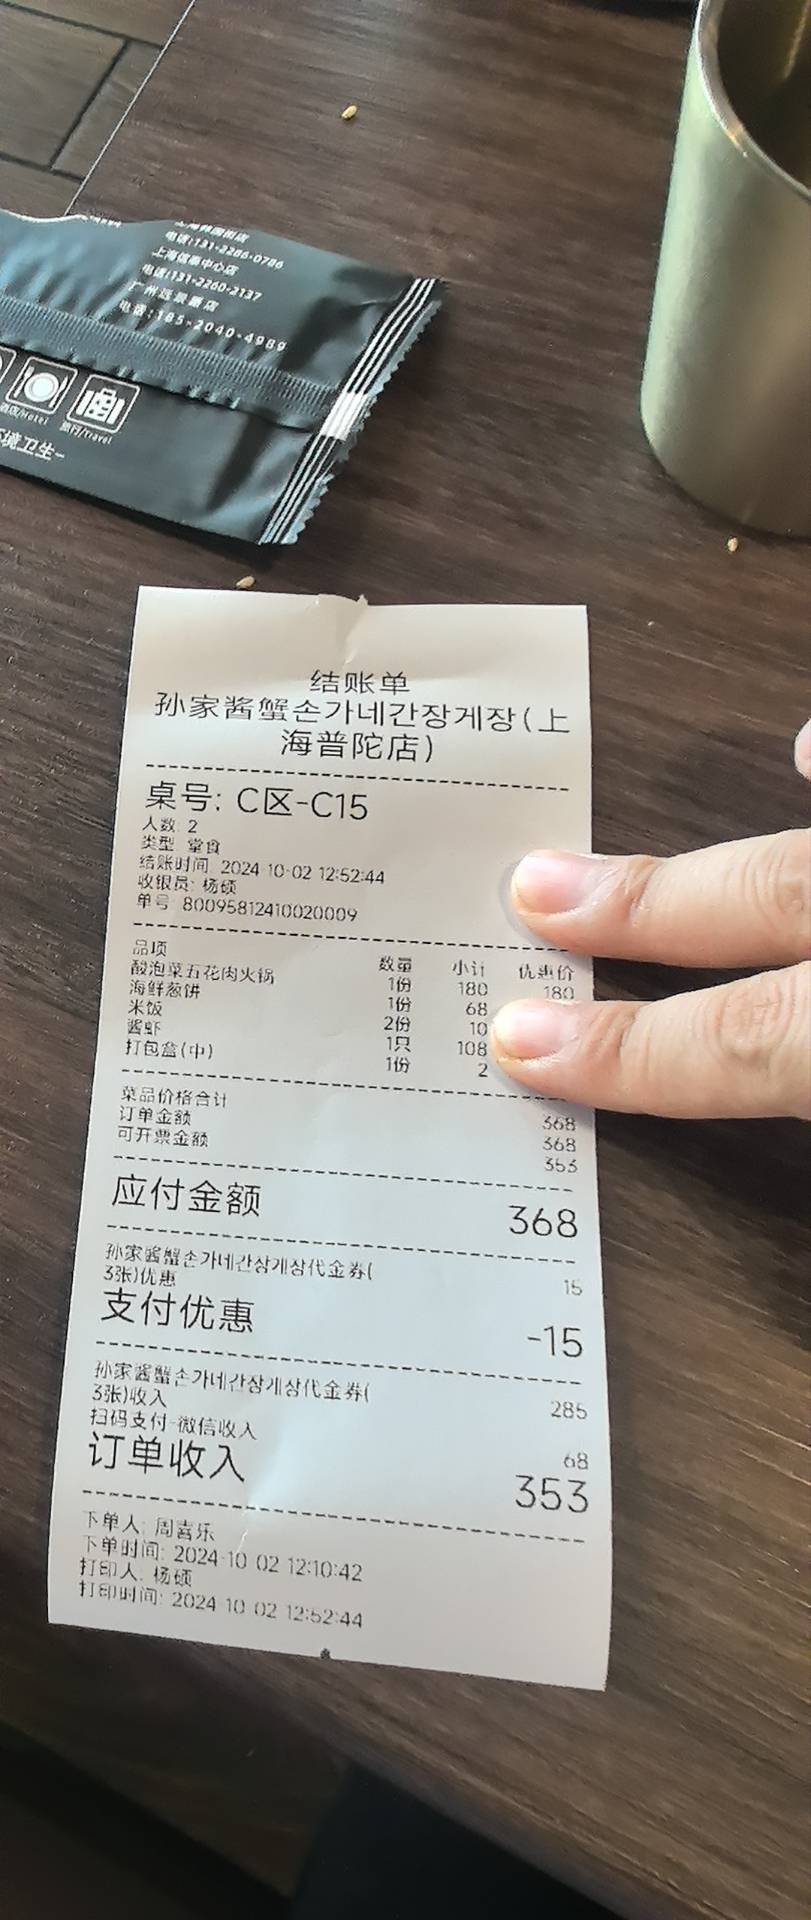 电话:131-2286-0786
上海信泰中心店
电话:131-2260-2137
广州远景路店
电话:185-2040-4989
酒店/Hotel 旅行/Travel
环境卫生~
结账单
孙家酱蟹손가네간장게장(上
海普陀店)
桌号: C区-C15
人数: 2
类型: 堂食
结账时间: 2024-10-02 12:52:44
收银员: 杨硕
单号: 80095812410020009
品项 数量 小计 优惠价
酸泡菜五花肉火锅 1份 180 180
海鲜葱饼 1份 68
米饭 2份 10
酱虾 1只 108
打包盒(中) 1份 2
菜品价格合计 368
订单金额 368
可开票金额 353
应付金额 368
孙家酱蟹손가네간장게장代金券(
3张)优惠 15
支付优惠 -15
孙家酱蟹손가네간장게장代金券(
3张)收入 285
扫码支付-微信收入 68
订单收入 353
下单人: 周喜乐
下单时间: 2024-10-02 12:10:42
打印人: 杨硕
打印时间: 2024-10-02 12:52:44